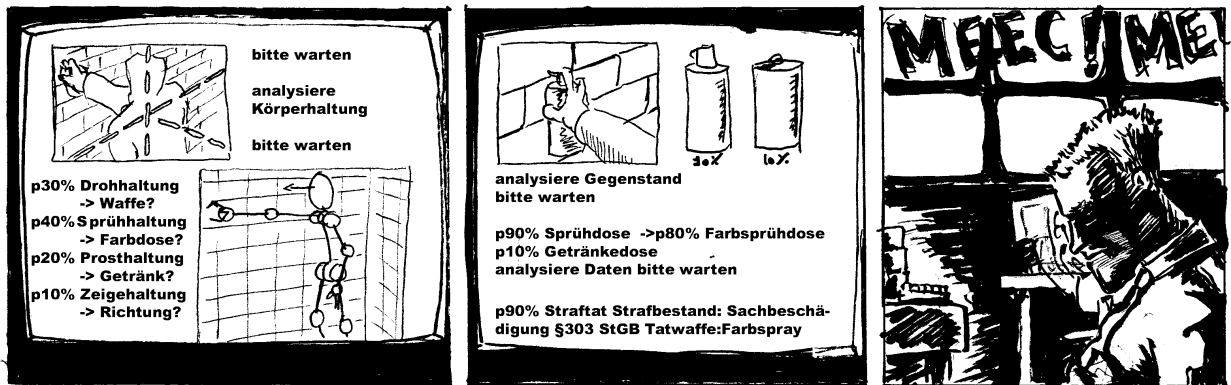 bitte warten
analysiere
Körperhaltung
bitte warten
p30% Drohhaltung
-> Waffe?
p40% Sprühhaltung
-> Farbdose?
p20% Prosthaltung
-> Getränk?
p10% Zeigehaltung
-> Richtung?
90% 10%
analysiere Gegenstand
bitte warten
p90% Sprühdose ->p80% Farbsprühdose
p10% Getränkedose
analysiere Daten bitte warten
p90% Straftat Strafbestand: Sachbeschä-
digung §303 StGB Tatwaffe:Farbspray